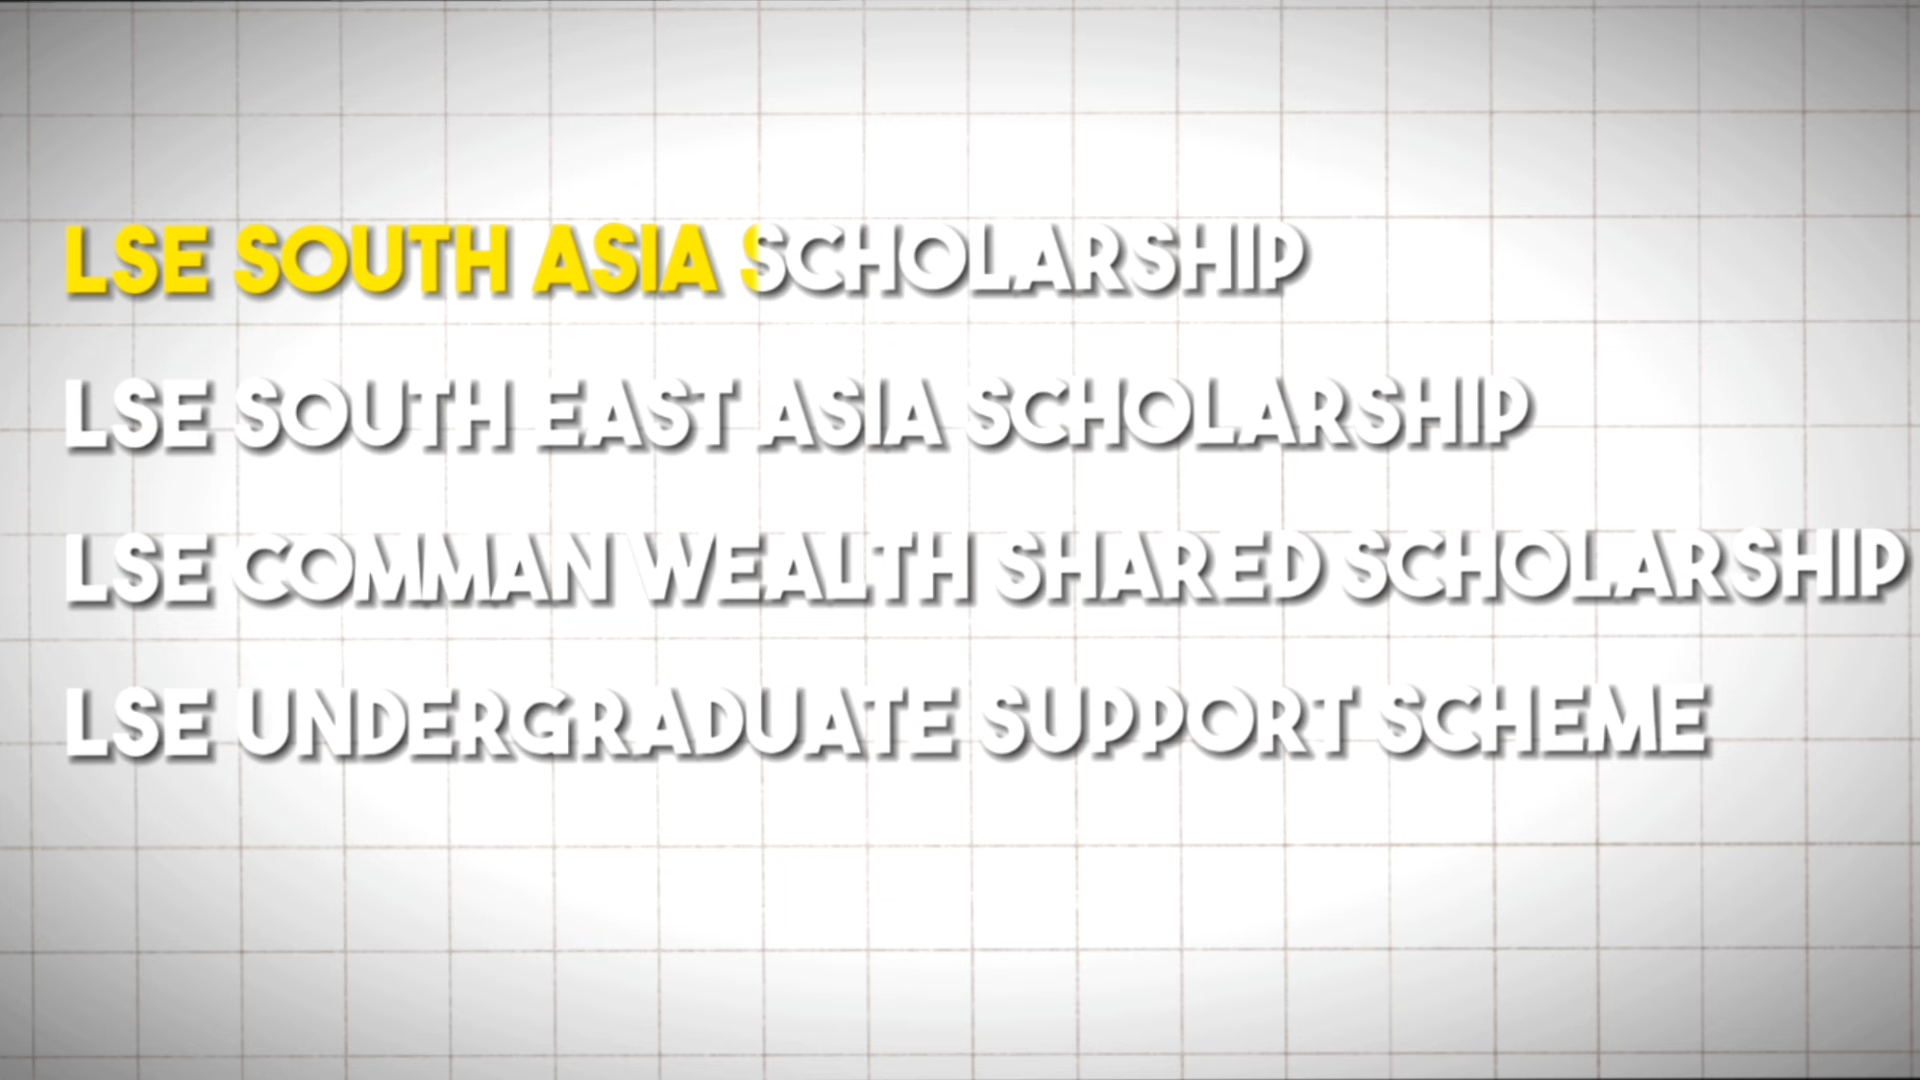 LSE SOUTH ASIA SCHOLARSHIP
LSE SOUTH EAST ASIA SCHOLARSHIP
LSE COMMAN WEALTH SHARED SCHOLARSHIP
LSE UNDERGRADUATE SUPPORT SCHEME